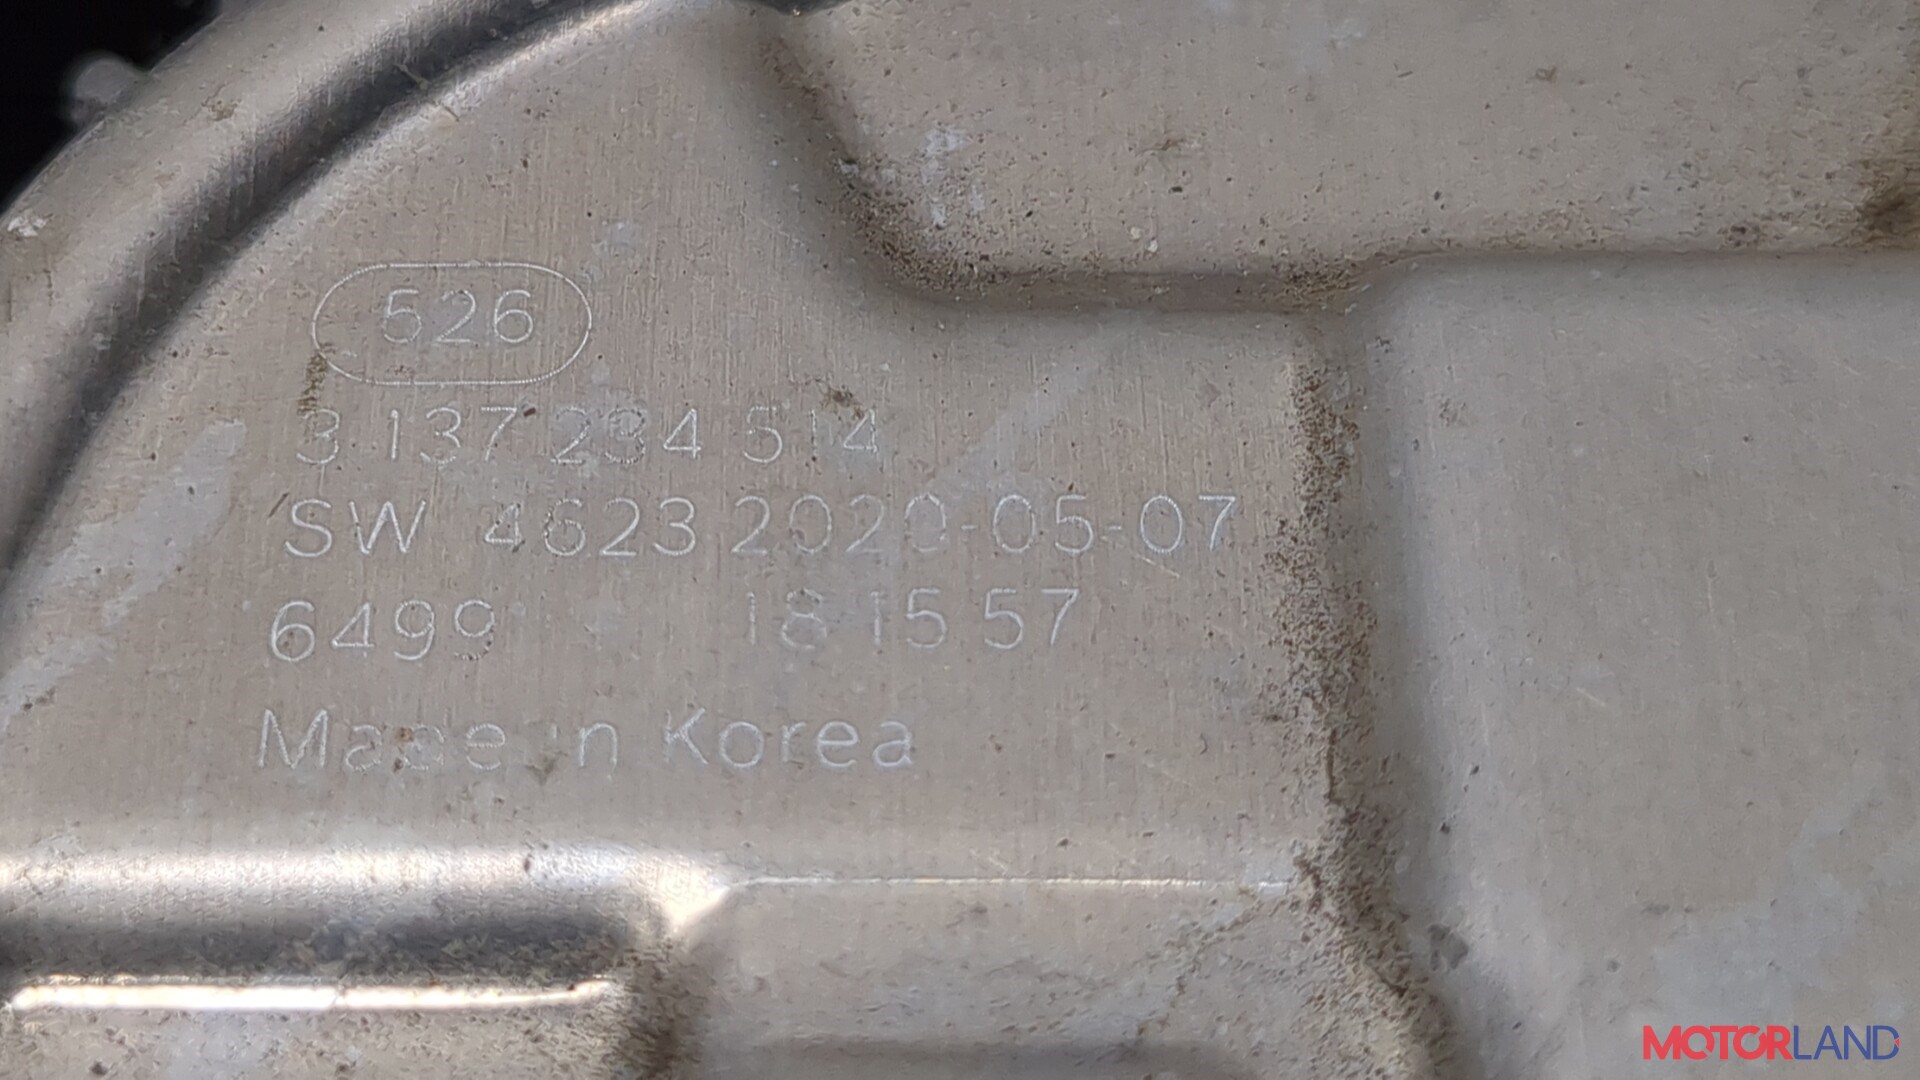 526
3 137 234 514
SW 4623 2020-05-07
6499 18 15 57
Made in Korea
MOTORLAND